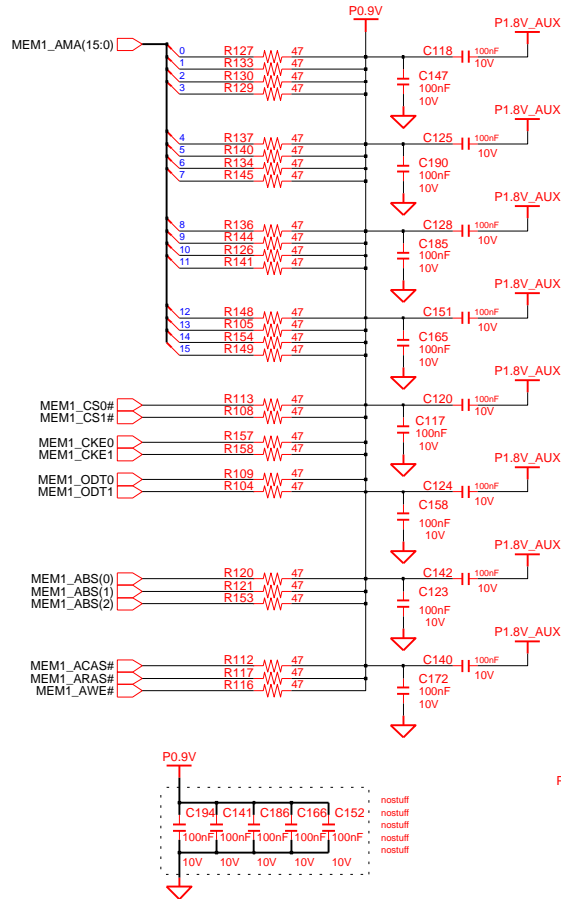 P0.9V
P1.8V_AUX
MEM1_AMA(15:0)
0 R127 47 C118 100nF 10V
1 R133 47
2 R130 47 C147
3 R129 47 100nF
10V
P1.8V_AUX
4 R137 47 C125 100nF 10V
5 R140 47
6 R134 47 C190
7 R145 47 100nF
10V
P1.8V_AUX
8 R136 47 C128 100nF 10V
9 R144 47
10 R126 47 C185
11 R141 47 100nF
10V
P1.8V_AUX
12 R148 47 C151 100nF 10V
13 R105 47
14 R154 47 C165
15 R149 47 100nF
10V
P1.8V_AUX
MEM1_CS0# R113 47 C120 100nF 10V
MEM1_CS1# R108 47 C117
100nF
10V
MEM1_CKE0 R157 47
MEM1_CKE1 R158 47
P1.8V_AUX
MEM1_ODT0 R109 47
MEM1_ODT1 R104 47 C124 100nF 10V
C158
100nF
10V
P1.8V_AUX
MEM1_ABS(0) R120 47 C142 100nF 10V
MEM1_ABS(1) R121 47 C123
MEM1_ABS(2) R153 47 100nF
10V
P1.8V_AUX
MEM1_ACAS# R112 47 C140 100nF 10V
MEM1_ARAS# R117 47 C172
MEM1_AWE# R116 47 100nF
10V
P0.9V
P
nostuff
C194 C141 C186 C166 C152 nostuff
nostuff
100nF 100nF 100nF 100nF 100nF nostuff
nostuff
10V 10V 10V 10V 10V